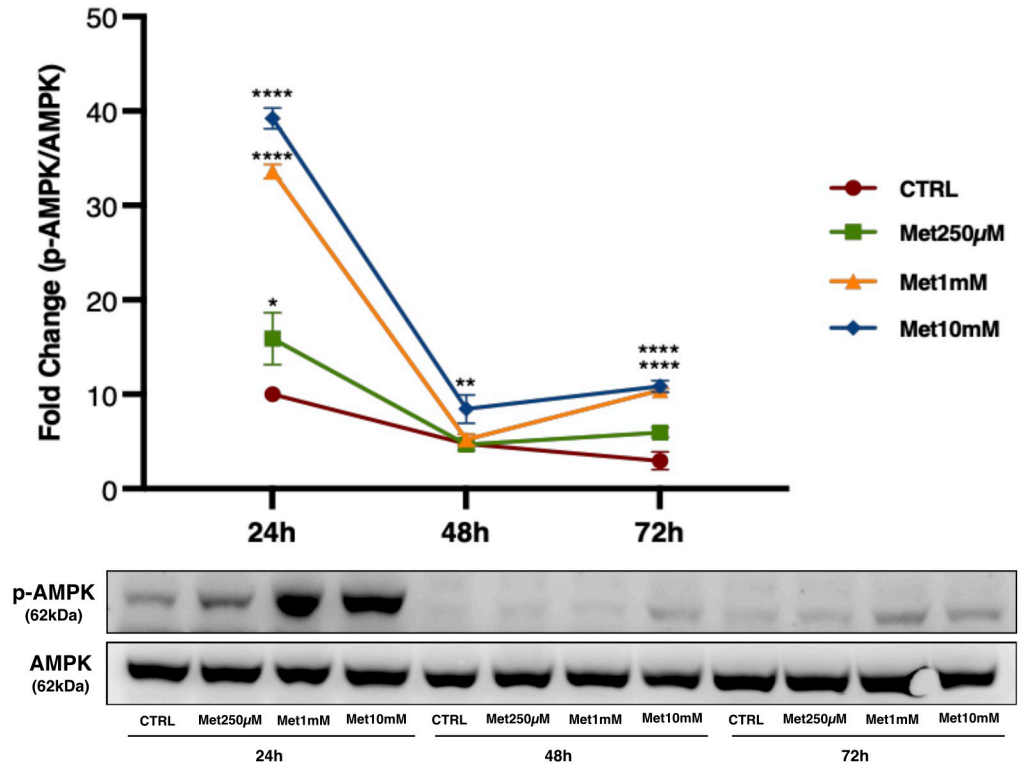 Fold Change (p-AMPK/AMPK)
50
40
30
20
10
0
****
****
*
**
****
****
24h 48h 72h
CTRL
Met250µM
Met1mM
Met10mM
p-AMPK
(62kDa)
AMPK
(62kDa)
CTRL Met250µM Met1mM Met10mM CTRL Met250µM Met1mM Met10mM CTRL Met250µM Met1mM Met10mM
24h 48h 72h